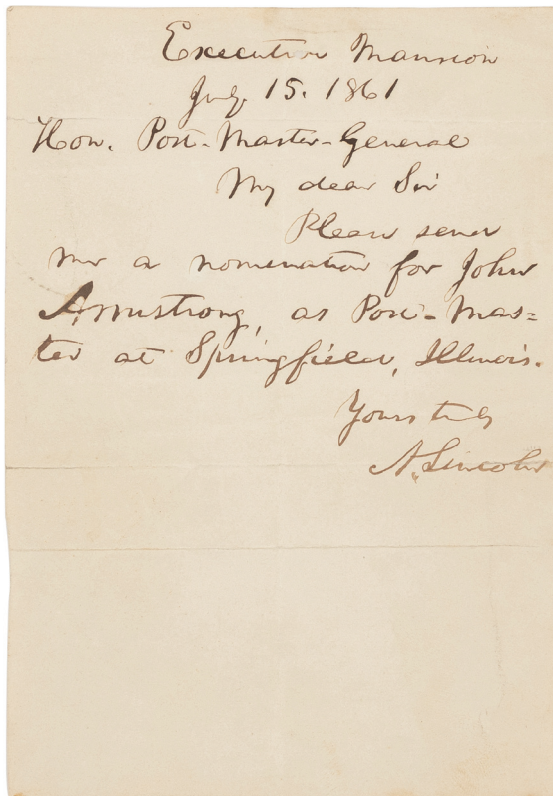 Executive Mansion
July. 15. 1861
Hon. Post-Master-General
My dear Sir
Please send
me a nomination for John
Armstrong, as Post-Mas=
ter at Springfield, Illinois.
Yours truly
A. Lincoln